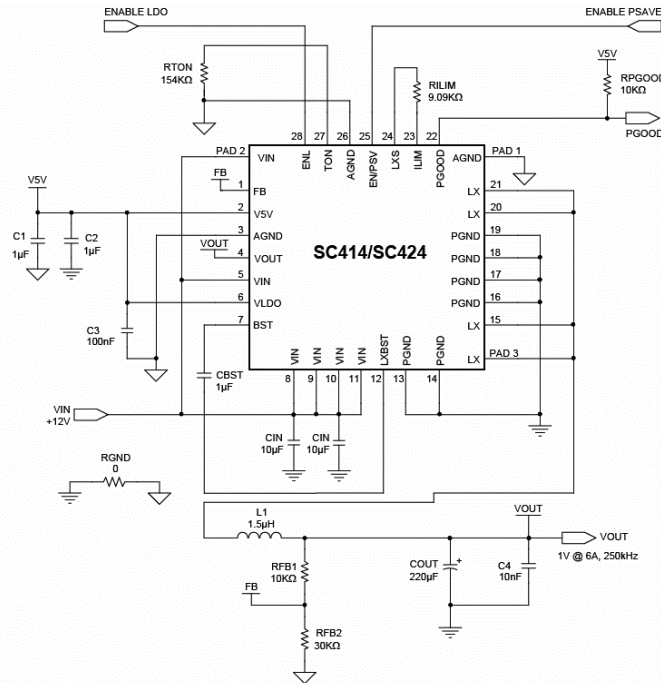 ENABLE LDO
ENABLE PSAVE
V5V
RTON
154KΩ
RILIM
9.09KΩ
RPGOOD
10KΩ
PGOOD
28 27 26 25 24 23 22
PAD 2
VIN
ENL
TON
AGND
EN/PSV
LXS
ILIM
PGOOD
AGND
PAD 1
FB
1
FB
LX
21
V5V
2
V5V
LX
20
C1
1µF
C2
1µF
3
AGND
PGND
19
VOUT
4
VOUT
SC414/SC424
PGND
18
5
VIN
PGND
17
6
VLDO
PGND
16
C3
100nF
7
BST
LX
15
LX
PAD 3
VIN
VIN
VIN
VIN
LXBST
PGND
PGND
8 9 10 11 12 13 14
CBST
1µF
VIN
+12V
CIN
10µF
CIN
10µF
RGND
0
L1
1.5µH
VOUT
VOUT
1V @ 6A, 250kHz
RFB1
10KΩ
COUT
220µF
+
C4
10nF
FB
RFB2
30KΩ